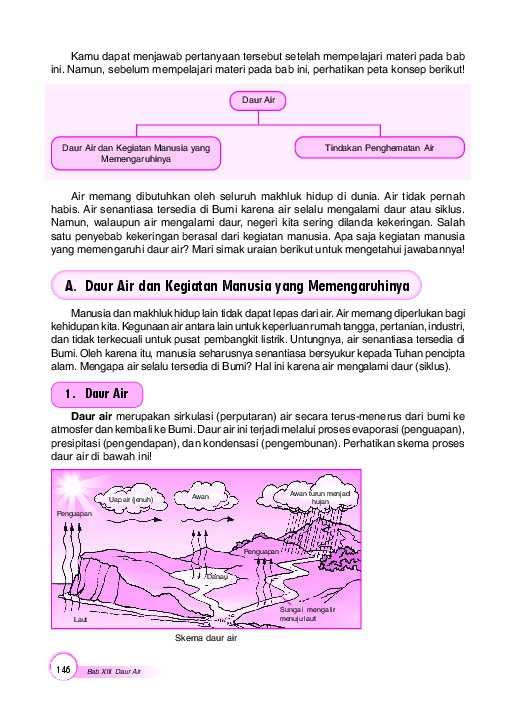 Kamu dapat menjawab pertanyaan tersebut setelah mempelajari materi pada bab
ini. Namun, sebelum mempelajari materi pada bab ini, perhatikan peta konsep berikut!
Daur Air
Daur Air dan Kegiatan Manusia yang
Memengaruhinya
Tindakan Penghematan Air
Air memang dibutuhkan oleh seluruh makhluk hidup di dunia. Air tidak pernah
habis. Air senantiasa tersedia di Bumi karena air selalu mengalami daur atau siklus.
Namun, walaupun air mengalami daur, negeri kita sering dilanda kekeringan. Salah
satu penyebab kekeringan berasal dari kegiatan manusia. Apa saja kegiatan manusia
yang memengaruhi daur air? Mari simak uraian berikut untuk mengetahui jawabannya!
A. Daur Air dan Kegiatan Manusia yang Memengaruhinya
Manusia dan makhluk hidup lain tidak dapat lepas dari air. Air memang diperlukan bagi
kehidupan kita. Kegunaan air antara lain untuk keperluan rumah tangga, pertanian, industri,
dan tidak terkecuali untuk pusat pembangkit listrik. Untungnya, air senantiasa tersedia di
Bumi. Oleh karena itu, manusia seharusnya senantiasa bersyukur kepada Tuhan pencipta
alam. Mengapa air selalu tersedia di Bumi? Hal ini karena air mengalami daur (siklus).
1. Daur Air
Daur air merupakan sirkulasi (perputaran) air secara terus-menerus dari bumi ke
atmosfer dan kembali ke Bumi. Daur air ini terjadi melalui proses evaporasi (penguapan),
presipitasi (pengendapan), dan kondensasi (pengembunan). Perhatikan skema proses
daur air di bawah ini!
Uap air (jenuh)
Awan
Awan turun menjadi
hujan
Penguapan
Penguapan
Danau
Laut
Sungai mengalir
menuju laut
Skema daur air
146
Bab XIII Daur Air